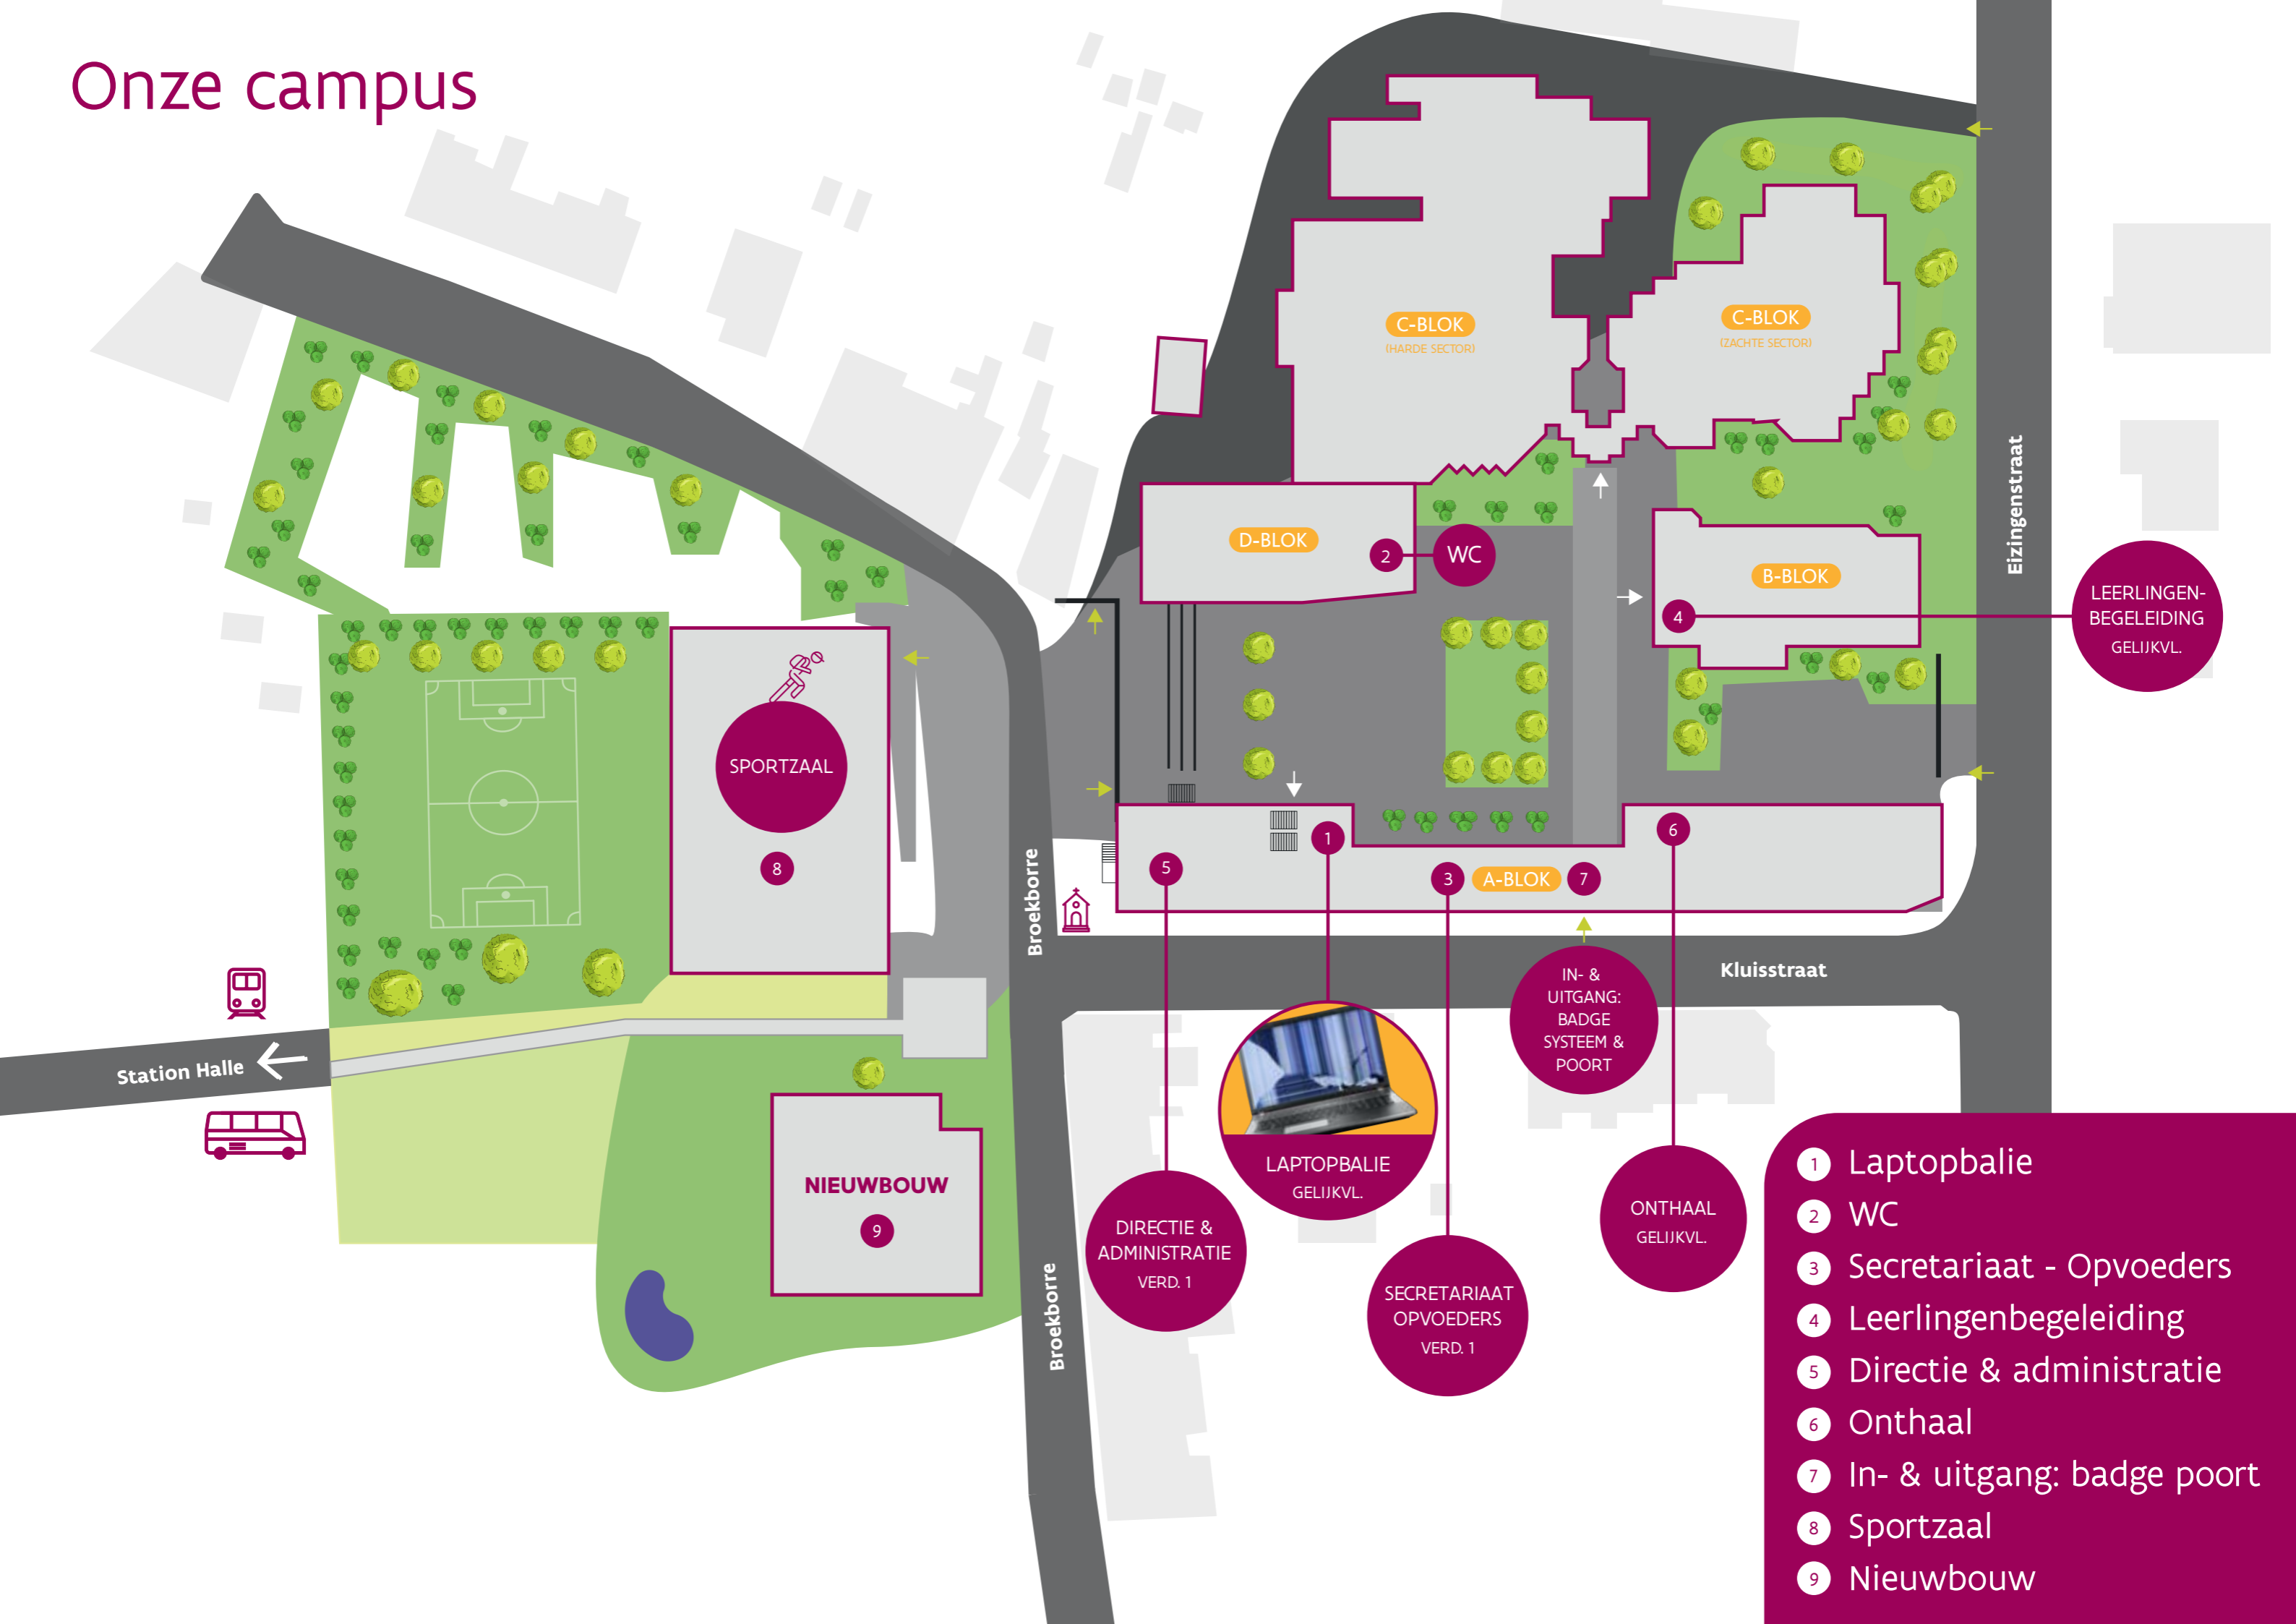 Onze campus
C-BLOK
(HARDE SECTOR)
C-BLOK
(ZACHTE SECTOR)
D-BLOK
2
WC
B-BLOK
4
LEERLINGEN-
BEGELEIDING
GELIJKVL.
Eizingenstraat
SPORTZAAL
8
1
6
5
3
A-BLOK
7
Broekborre
Kluisstraat
IN- &
UITGANG:
BADGE
SYSTEEM &
POORT
Station Halle
LAPTOPBALIE
GELIJKVL.
NIEUWBOUW
9
DIRECTIE &
ADMINISTRATIE
VERD. 1
ONTHAAL
GELIJKVL.
SECRETARIAAT
OPVOEDERS
VERD. 1
Broekborre
1 Laptopbalie
2 WC
3 Secretariaat - Opvoeders
4 Leerlingenbegeleiding
5 Directie & administratie
6 Onthaal
7 In- & uitgang: badge poort
8 Sportzaal
9 Nieuwbouw